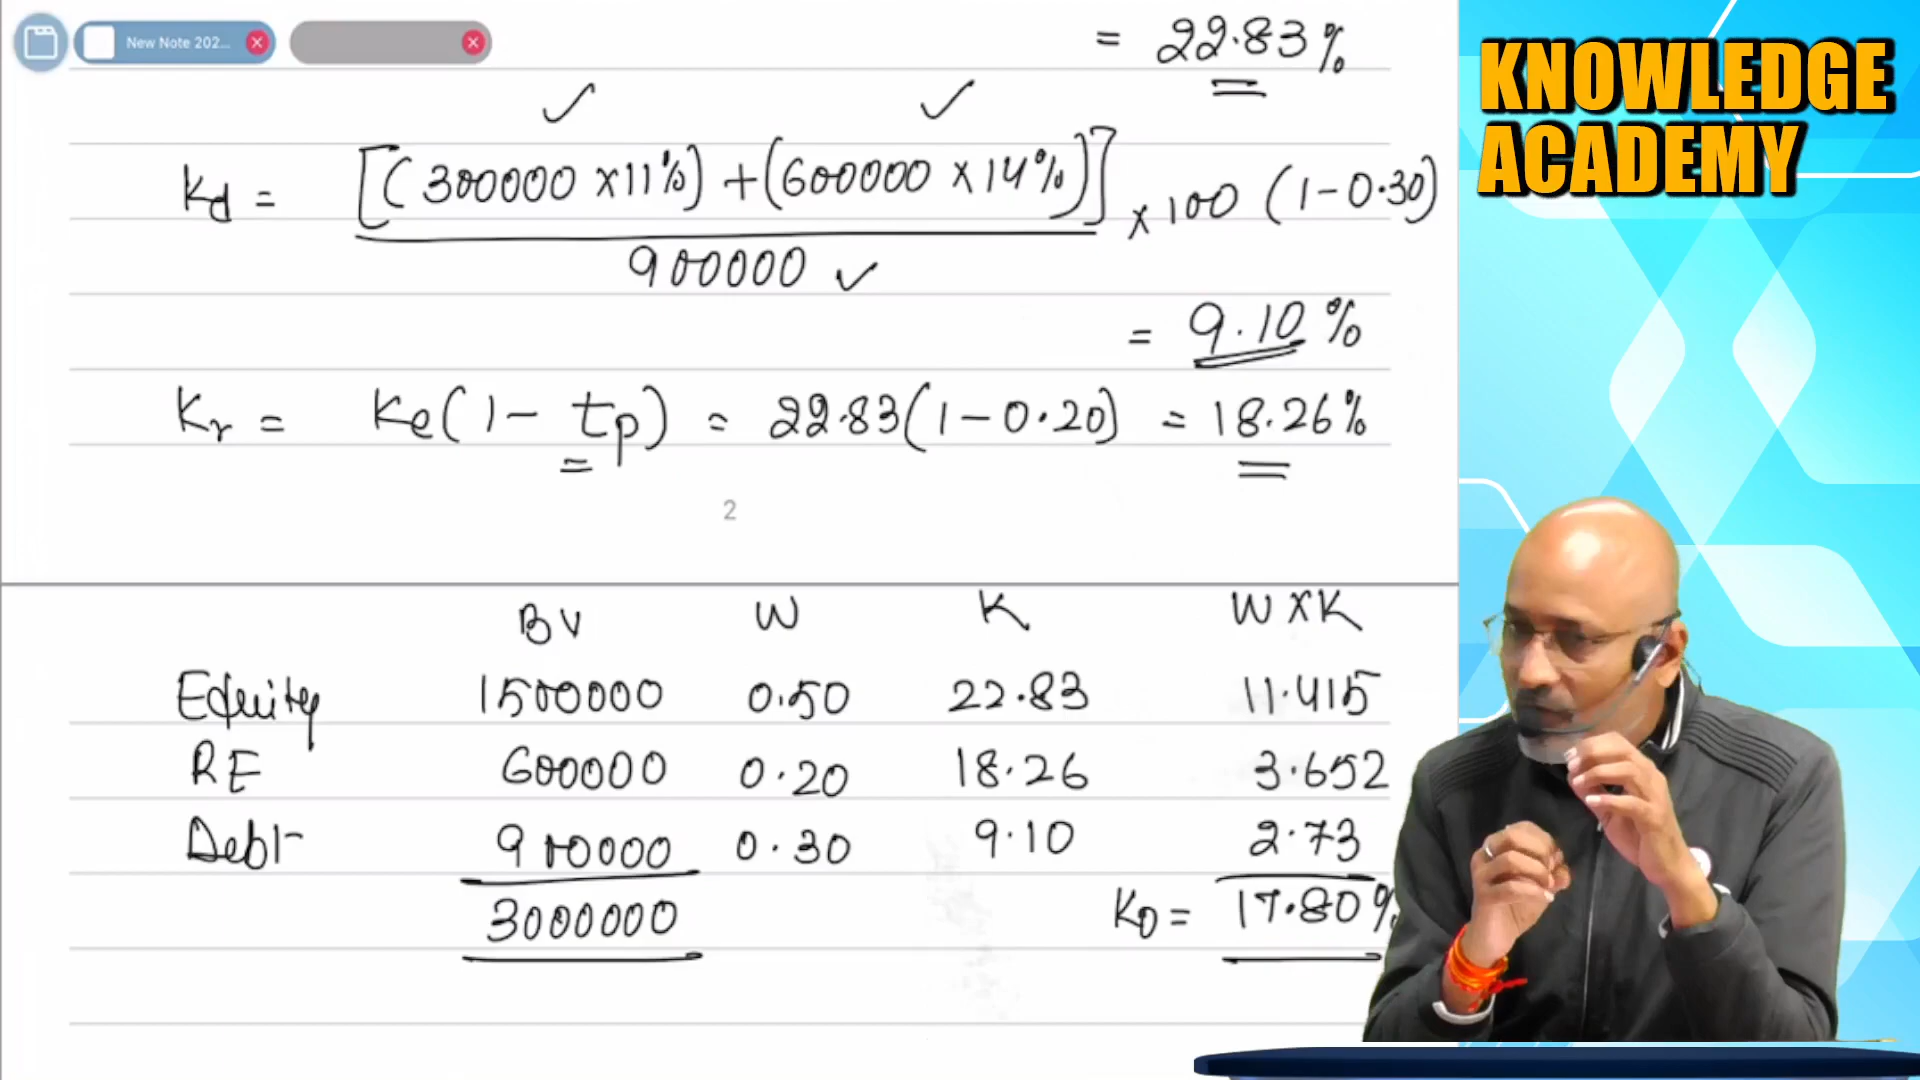 New Note 202...
= 22.83%
KNOWLEDGE
ACADEMY
Kd = [(300000 x11%) + (600000 x 14%)] x 100 (1-0.30)
900000
= 9.10 %
Kr = Ke(1 - tp) = 22.83(1-0.20) = 18.26%
2
BV W K W X K
Equity 1500000 0.50 22.83 11.415
RE 600000 0.20 18.26 3.652
Debt 900000 0.30 9.10 2.73
3000000 KO = 17.80%